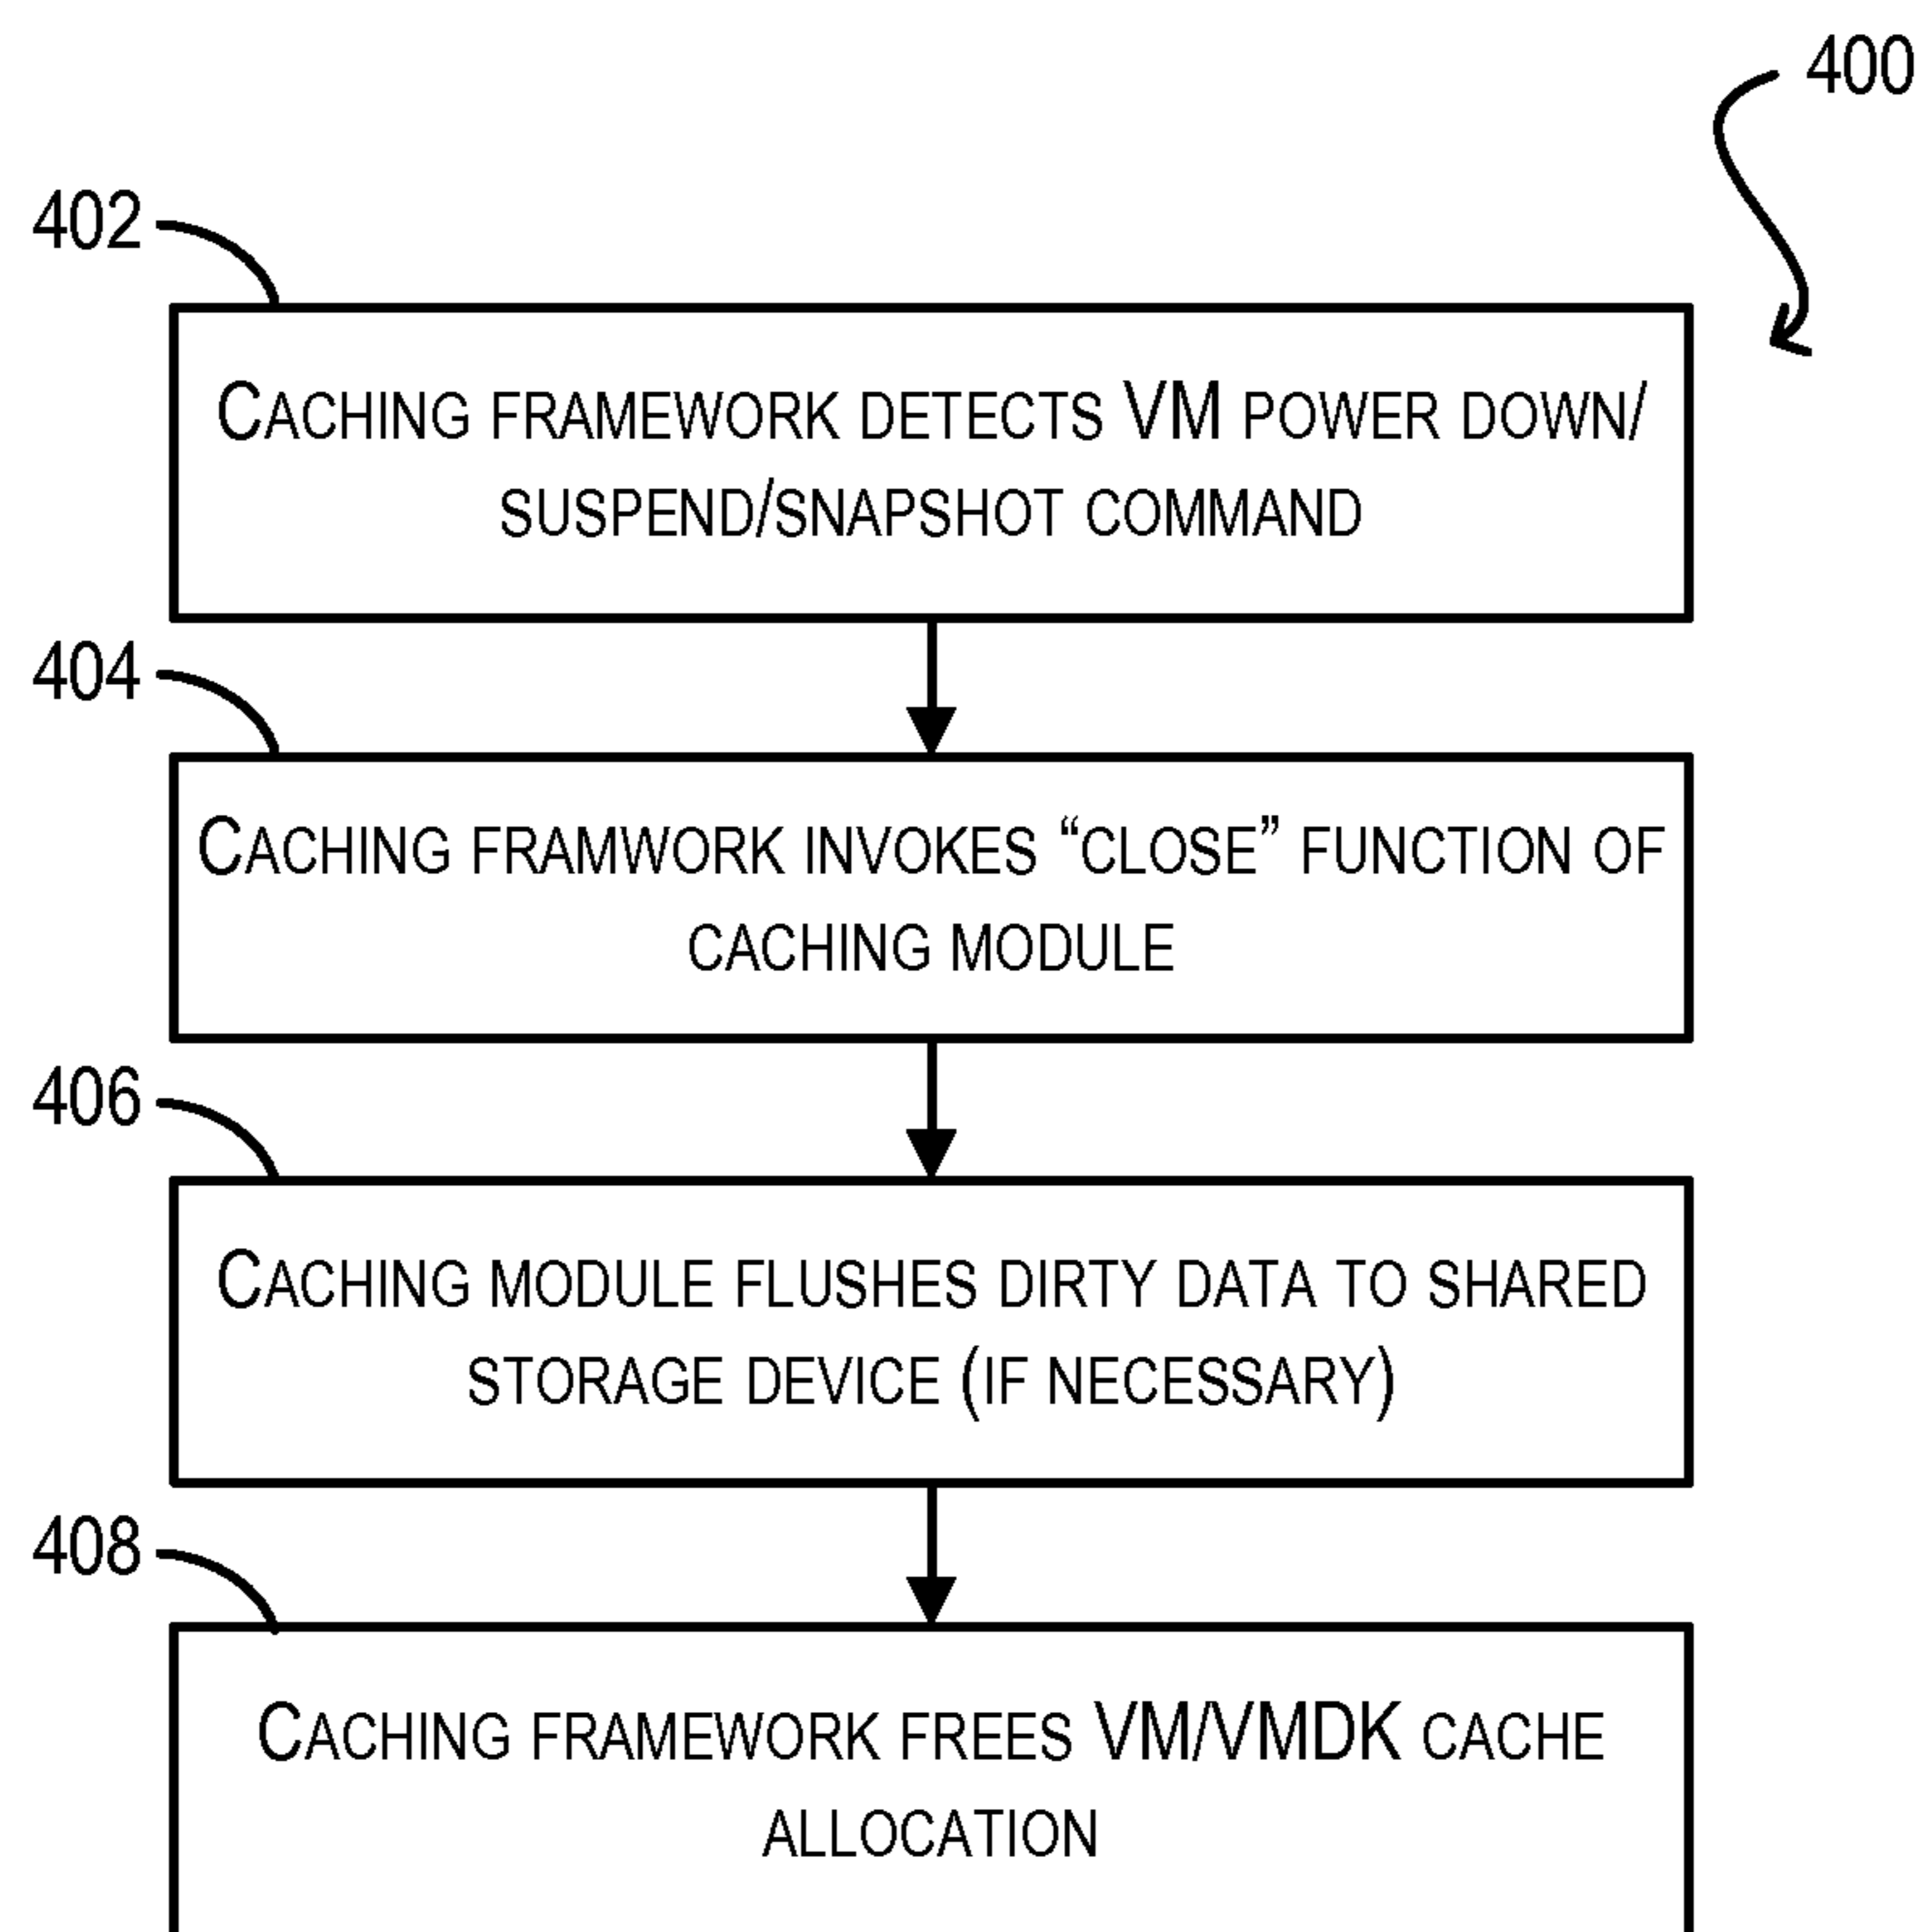 400
402
CACHING FRAMEWORK DETECTS VM POWER DOWN/
SUSPEND/SNAPSHOT COMMAND
404
CACHING FRAMWORK INVOKES “CLOSE” FUNCTION OF
CACHING MODULE
406
CACHING MODULE FLUSHES DIRTY DATA TO SHARED
STORAGE DEVICE (IF NECESSARY)
408
CACHING FRAMEWORK FREES VM/VMDK CACHE
ALLOCATION